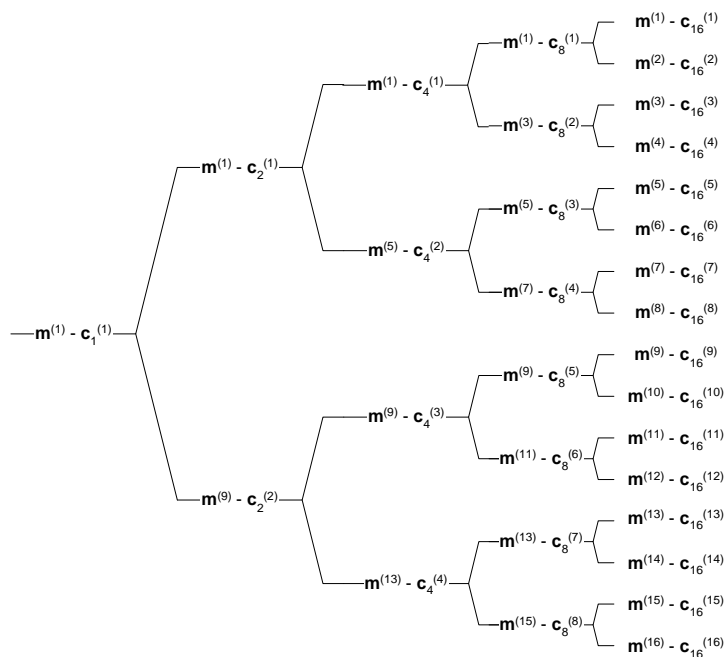 m⁽¹⁾ - c₁₆⁽¹⁾
m⁽¹⁾ - c₈⁽¹⁾
m⁽²⁾ - c₁₆⁽²⁾
m⁽¹⁾ - c₄⁽¹⁾
m⁽³⁾ - c₁₆⁽³⁾
m⁽³⁾ - c₈⁽²⁾
m⁽⁴⁾ - c₁₆⁽⁴⁾
m⁽¹⁾ - c₂⁽¹⁾
m⁽⁵⁾ - c₁₆⁽⁵⁾
m⁽⁵⁾ - c₈⁽³⁾
m⁽⁶⁾ - c₁₆⁽⁶⁾
m⁽⁵⁾ - c₄⁽²⁾
m⁽⁷⁾ - c₁₆⁽⁷⁾
m⁽⁷⁾ - c₈⁽⁴⁾
m⁽⁸⁾ - c₁₆⁽⁸⁾
m⁽¹⁾ - c₁⁽¹⁾
m⁽⁹⁾ - c₁₆⁽⁹⁾
m⁽⁹⁾ - c₈⁽⁵⁾
m⁽¹⁰⁾ - c₁₆⁽¹⁰⁾
m⁽⁹⁾ - c₄⁽³⁾
m⁽¹¹⁾ - c₁₆⁽¹¹⁾
m⁽¹¹⁾ - c₈⁽⁶⁾
m⁽¹²⁾ - c₁₆⁽¹²⁾
m⁽⁹⁾ - c₂⁽²⁾
m⁽¹³⁾ - c₁₆⁽¹³⁾
m⁽¹³⁾ - c₈⁽⁷⁾
m⁽¹⁴⁾ - c₁₆⁽¹⁴⁾
m⁽¹³⁾ - c₄⁽⁴⁾
m⁽¹⁵⁾ - c₁₆⁽¹⁵⁾
m⁽¹⁵⁾ - c₈⁽⁸⁾
m⁽¹⁶⁾ - c₁₆⁽¹⁶⁾